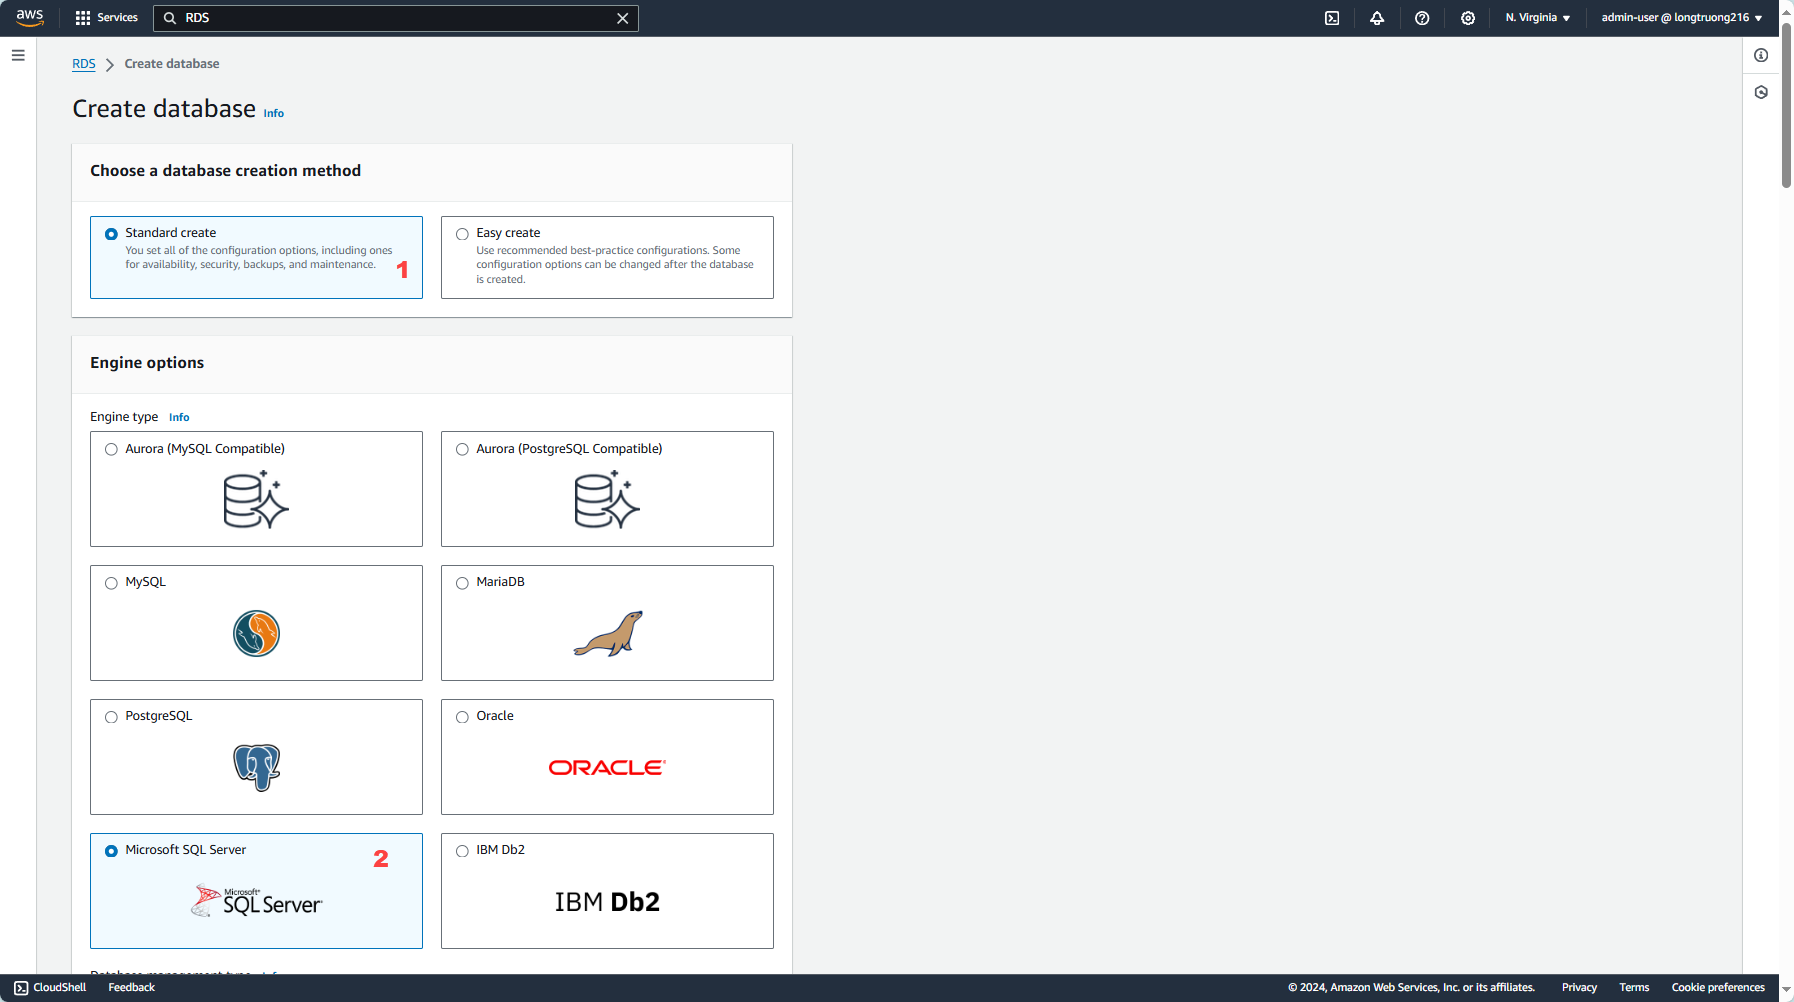 aws
Services
RDS
N. Virginia
admin-user @ longtruong216
RDS
Create database
Create database Info
Choose a database creation method
Standard create
You set all of the configuration options, including ones
for availability, security, backups, and maintenance.
1
Easy create
Use recommended best-practice configurations. Some
configuration options can be changed after the database
is created.
Engine options
Engine type Info
Aurora (MySQL Compatible)
Aurora (PostgreSQL Compatible)
MySQL
MariaDB
PostgreSQL
Oracle
ORACLE
Microsoft SQL Server
2
Microsoft
SQL Server
IBM Db2
IBM Db2
Database management type Info
CloudShell
Feedback
© 2024, Amazon Web Services, Inc. or its affiliates.
Privacy
Terms
Cookie preferences